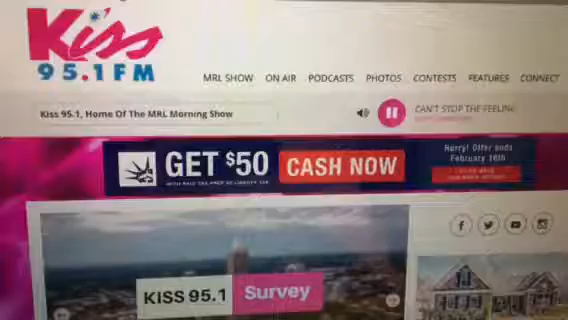 Kiss
95.1 FM
MRL SHOW ON AIR PODCASTS PHOTOS CONTESTS FEATURES CONNECT
Kiss 95.1, Home Of The MRL Morning Show
CAN'T STOP THE FEELING
GET $50 CASH NOW
Hurry! Offer ends
February 16th
KISS 95.1 Survey